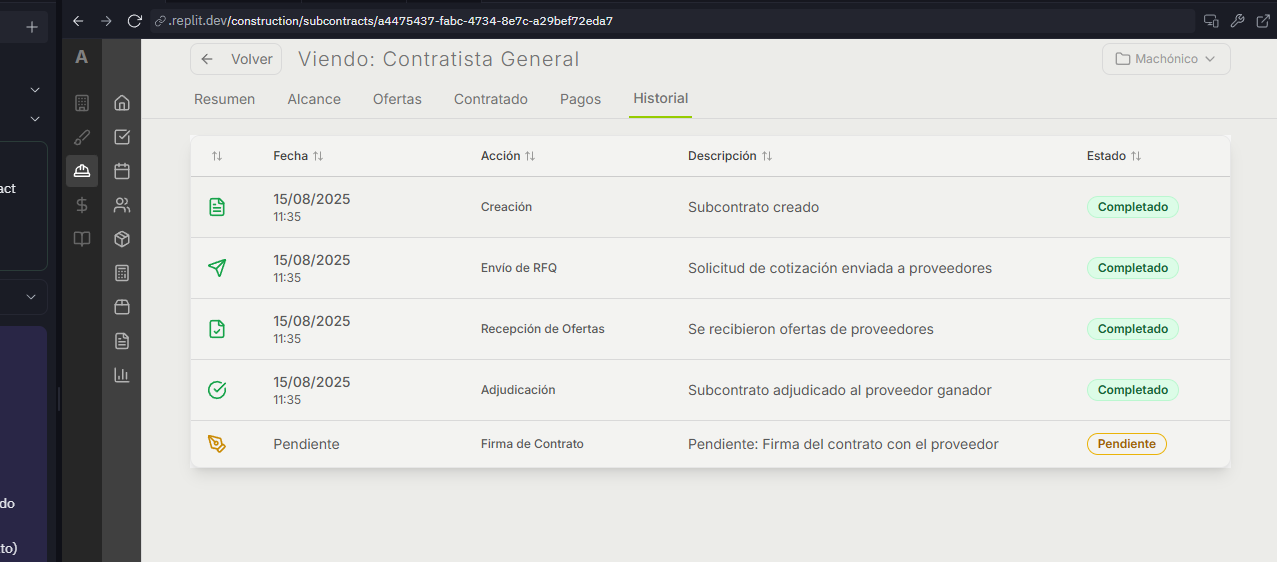 .replit.dev/construction/subcontracts/a4475437-fabc-4734-8e7c-a29bef72eda7
A
Volver
Viendo: Contratista General
Machónico
Resumen Alcance Ofertas Contratado Pagos Historial
Fecha Acción Descripción Estado
15/08/2025
11:35
Creación
Subcontrato creado
Completado
15/08/2025
11:35
Envío de RFQ
Solicitud de cotización enviada a proveedores
Completado
15/08/2025
11:35
Recepción de Ofertas
Se recibieron ofertas de proveedores
Completado
15/08/2025
11:35
Adjudicación
Subcontrato adjudicado al proveedor ganador
Completado
Pendiente
Firma de Contrato
Pendiente: Firma del contrato con el proveedor
Pendiente
act
do
to)